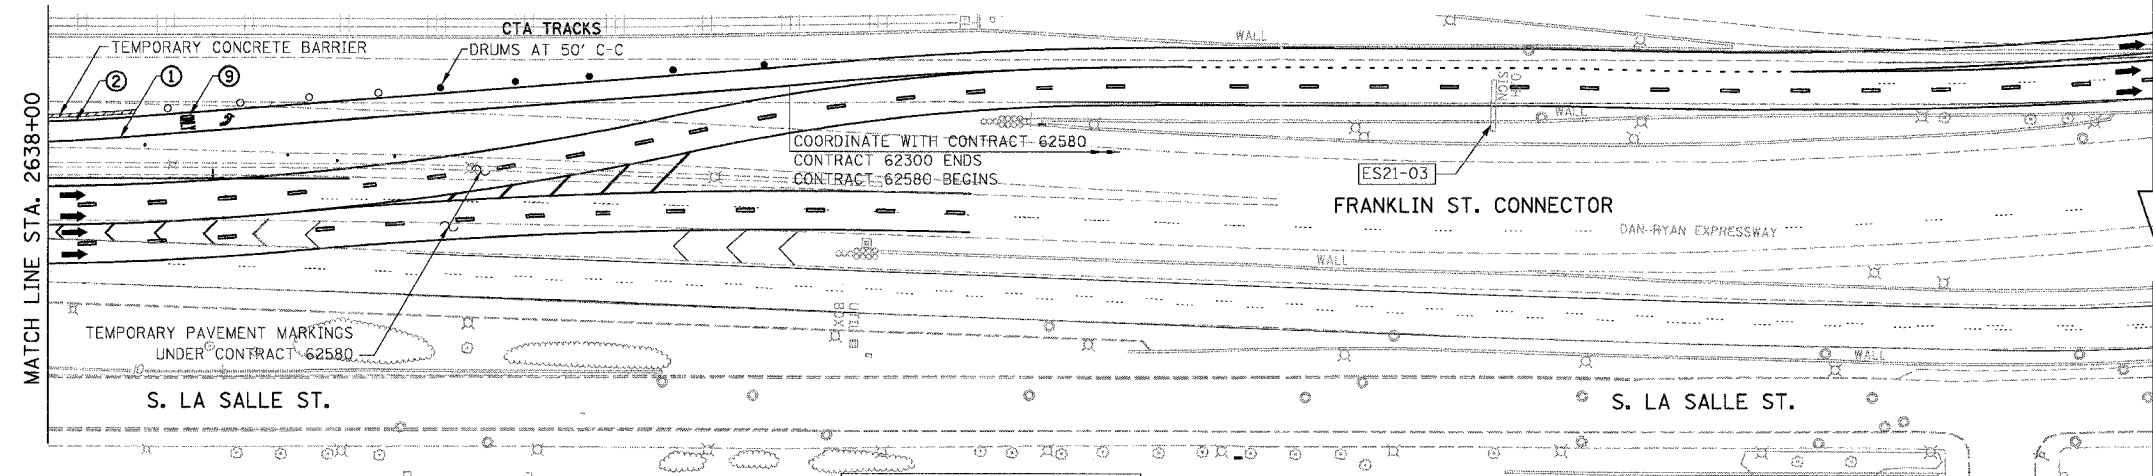 CTA TRACKS
TEMPORARY CONCRETE BARRIER
DRUMS AT 50' C-C
WALL
2
1
9
MATCH LINE STA. 2638+00
SIGN
WALL
COORDINATE WITH CONTRACT 62580
CONTRACT 62300 ENDS
CONTRACT 62580 BEGINS
ES21-03
FRANKLIN ST. CONNECTOR
DAN RYAN EXPRESSWAY
WALL
TEMPORARY PAVEMENT MARKINGS
UNDER CONTRACT 62580
WALL
S. LA SALLE ST.
S. LA SALLE ST.